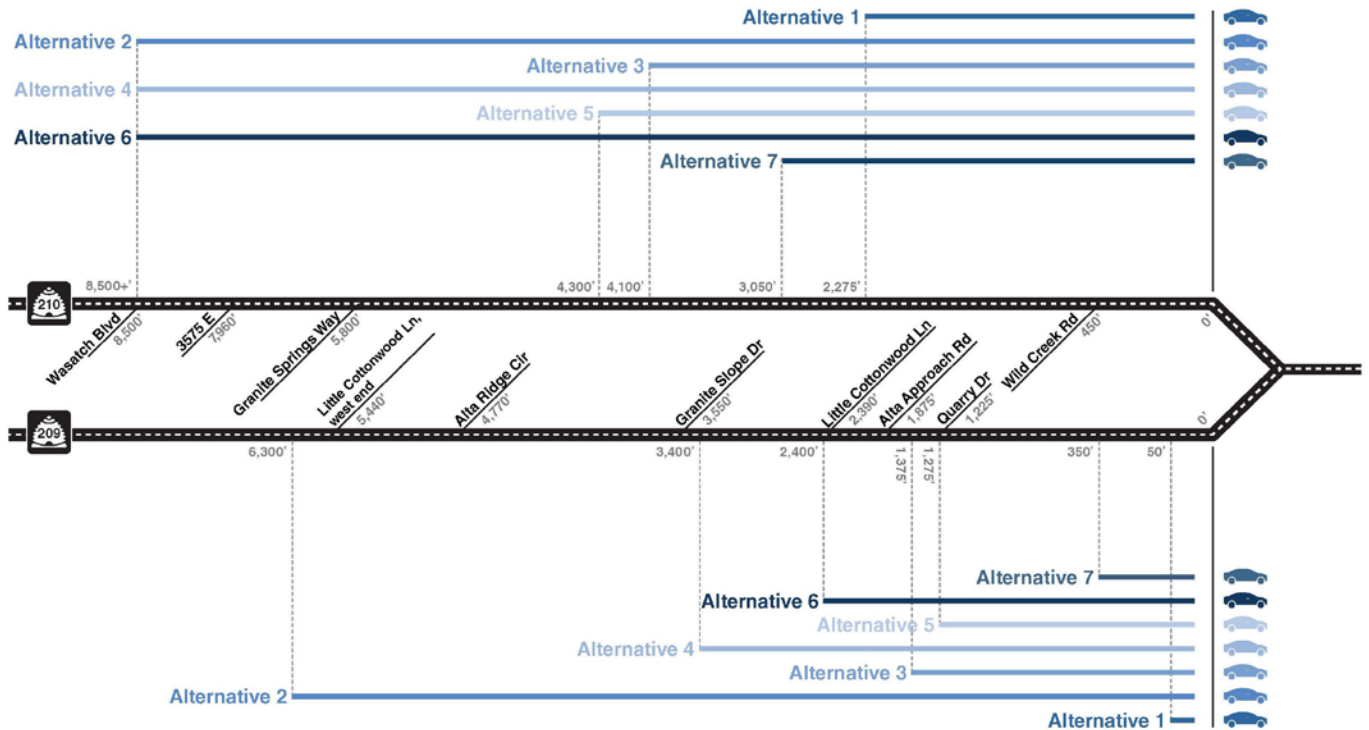 Alternative 1
Alternative 2
Alternative 3
Alternative 4
Alternative 5
Alternative 6
Alternative 7
8,500+'
4,300'
4,100'
3,050'
2,275'
210
Wasatch Blvd
8,500'
3575 E
7,960'
Granite Springs Way
5,800'
Little Cottonwood Ln,
west end
5,440'
Alta Ridge Cir
4,770'
Granite Slope Dr
3,550'
Little Cottonwood Ln
2,390'
Alta Approach Rd
1,875'
Quarry Dr
1,225'
Wild Creek Rd
450'
0'
0'
209
6,300'
3,400'
2,400'
1,375'
1,275'
350'
50'
Alternative 7
Alternative 6
Alternative 5
Alternative 4
Alternative 3
Alternative 2
Alternative 1